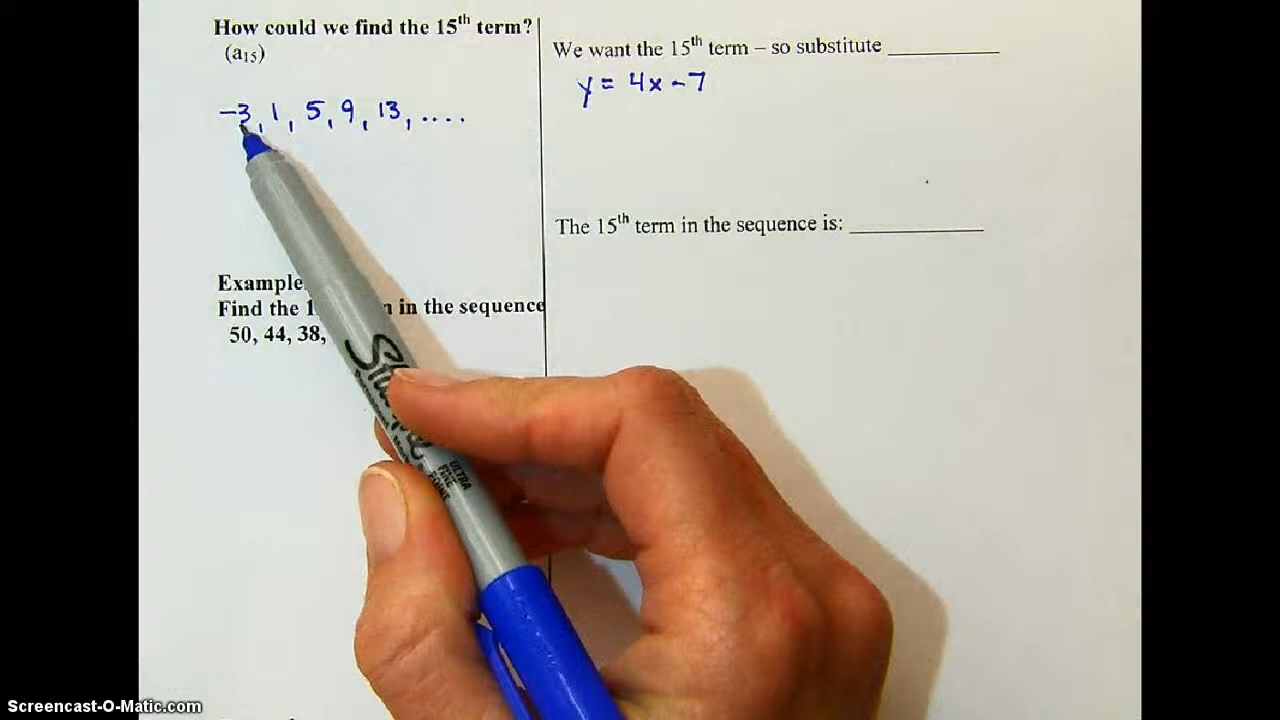 How could we find the 15th term?
(a15)
-3, 1, 5, 9, 13, ....
We want the 15th term – so substitute __________
y = 4x - 7
The 15th term in the sequence is: ____________
Example
Find the 1 in the sequence
50, 44, 38,
ULTRA
FINE
POINT
Screencast-O-Matic.com